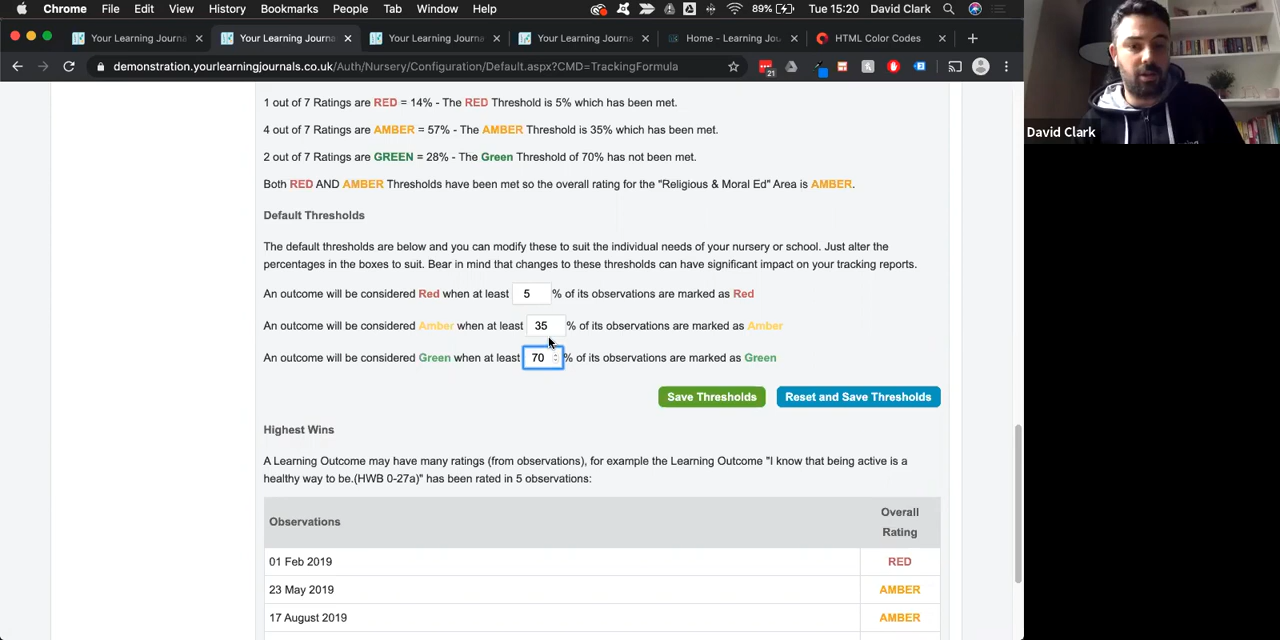 Chrome File Edit View History Bookmarks People Tab Window Help 89% Tue 15:20 David Clark
Your Learning Journa Your Learning Journa Your Learning Journa Your Learning Journa Home - Learning Jou HTML Color Codes
demonstration.yourlearningjournals.co.uk/Auth/Nursery/Configuration/Default.aspx?CMD=TrackingFormula 21
1 out of 7 Ratings are RED = 14% - The RED Threshold is 5% which has been met.
David Clark
4 out of 7 Ratings are AMBER = 57% - The AMBER Threshold is 35% which has been met.
2 out of 7 Ratings are GREEN = 28% - The Green Threshold of 70% has not been met.
Both RED AND AMBER Thresholds have been met so the overall rating for the "Religious & Moral Ed" Area is AMBER.
Default Thresholds
The default thresholds are below and you can modify these to suit the individual needs of your nursery or school. Just alter the
percentages in the boxes to suit. Bear in mind that changes to these thresholds can have significant impact on your tracking reports.
An outcome will be considered Red when at least 5 % of its observations are marked as Red
An outcome will be considered Amber when at least 35 % of its observations are marked as Amber
An outcome will be considered Green when at least 70 % of its observations are marked as Green
Save Thresholds Reset and Save Thresholds
Highest Wins
A Learning Outcome may have many ratings (from observations), for example the Learning Outcome "I know that being active is a
healthy way to be.(HWB 0-27a)" has been rated in 5 observations:
Observations Overall
Rating
01 Feb 2019 RED
23 May 2019 AMBER
17 August 2019 AMBER